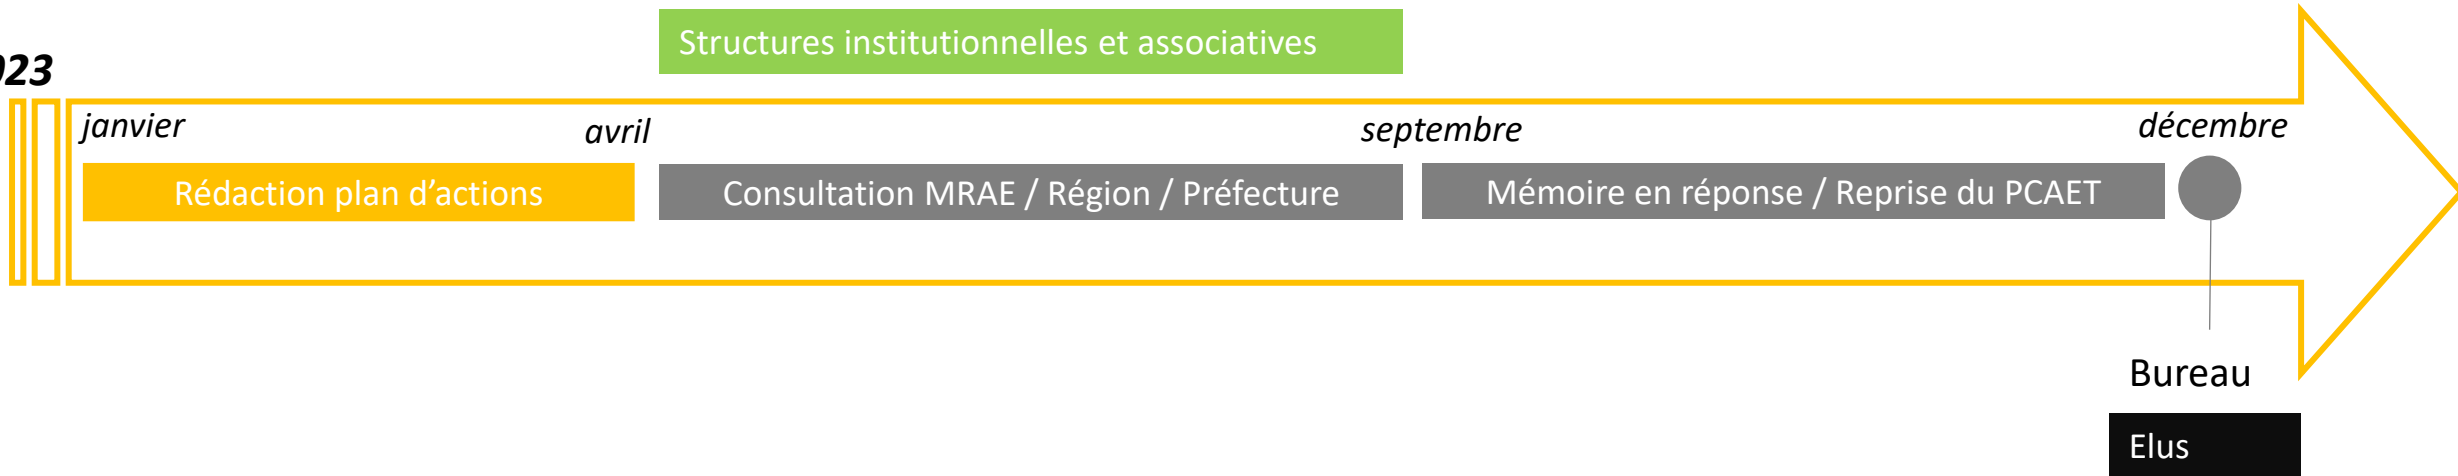 Structures institutionnelles et associatives
023
janvier
avril
septembre
décembre
Rédaction plan d'actions
Consultation MRAE / Région / Préfecture
Mémoire en réponse / Reprise du PCAET
Bureau
Elus